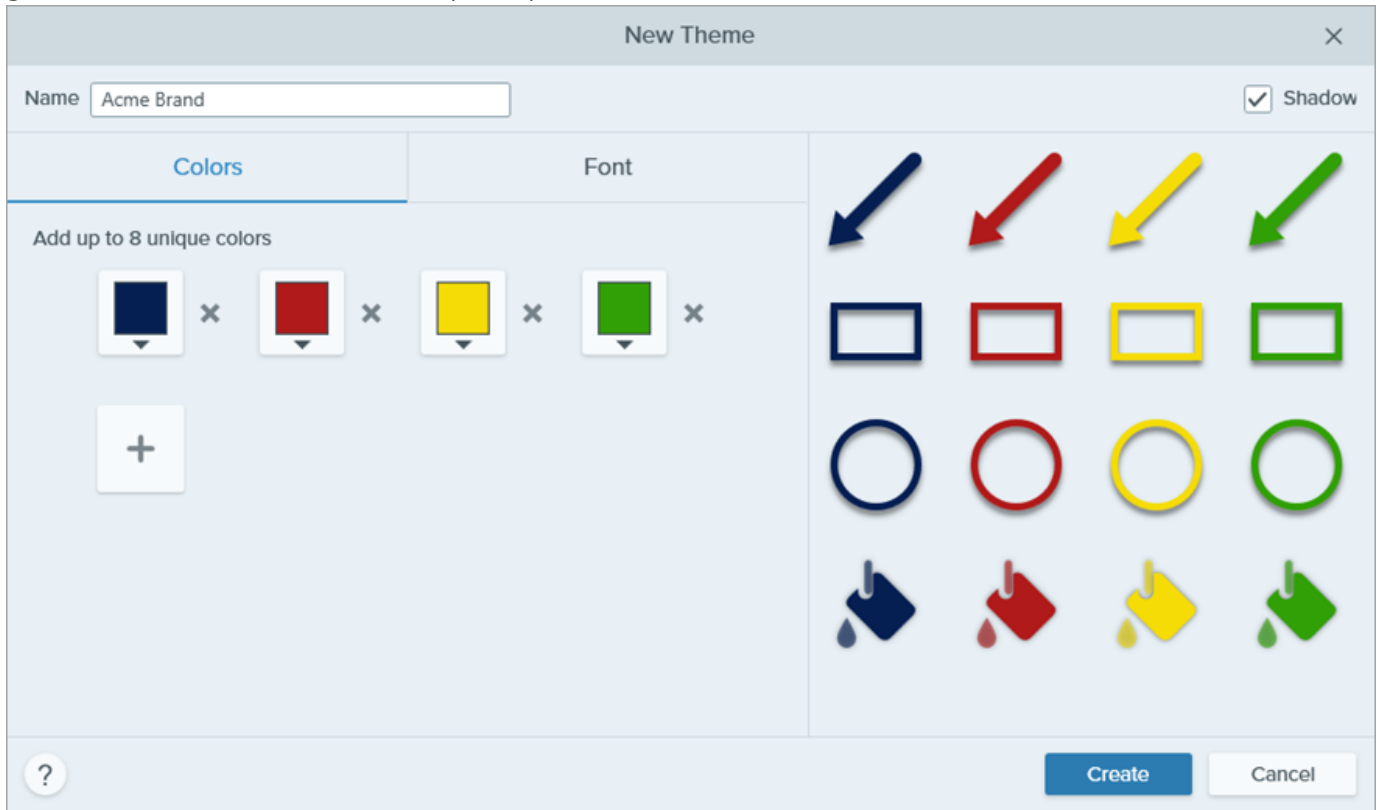 New Theme
Name Acme Brand Shadow
Colors Font
Add up to 8 unique colors
? Create Cancel